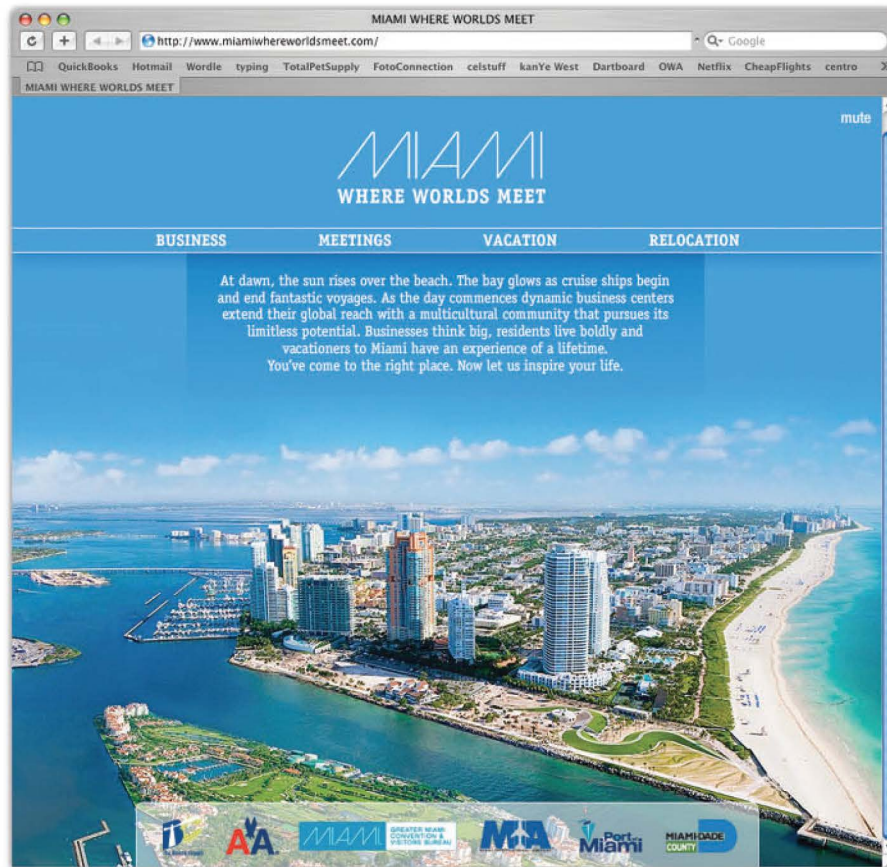 MIAMI WHERE WORLDS MEET
http://www.miamiwhereworldsmeet.com/
Google
QuickBooks Hotmail Wordle typing TotalPetSupply FotoConnection celstuff kanYe West Dartboard OWA Netflix CheapFlights centro
MIAMI WHERE WORLDS MEET
mute
MIAMI
WHERE WORLDS MEET
BUSINESS MEETINGS VACATION RELOCATION
At dawn, the sun rises over the beach. The bay glows as cruise ships begin
and end fantastic voyages. As the day commences dynamic business centers
extend their global reach with a multicultural community that pursues its
limitless potential. Businesses think big, residents live boldly and
vacationers to Miami have an experience of a lifetime.
You've come to the right place. Now let us inspire your life.
AA
MIAMI
GREATER MIAMI
CONVENTION &
VISITORS BUREAU
MIA
Port of
Miami
MIAMI-DADE
COUNTY